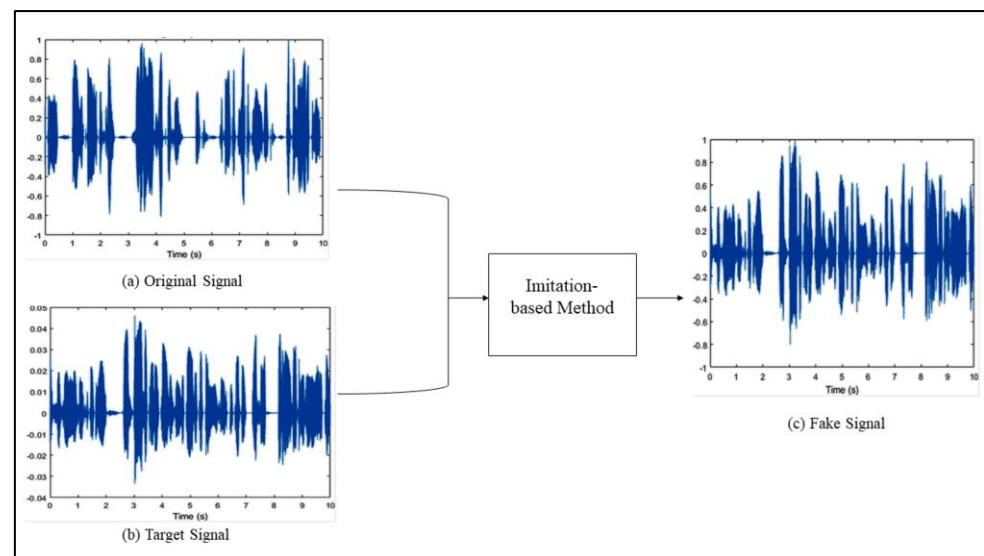 1
0.8
0.6
0.4
0.2
0
-0.2
-0.4
-0.6
-0.8
-1
0 1 2 3 4 5 6 7 8 9 10
Time (s)
(a) Original Signal
0.05
0.04
0.03
0.02
0.01
0
-0.01
-0.02
-0.03
-0.04
0 1 2 3 4 5 6 7 8 9 10
Time (s)
(b) Target Signal
Imitation-
based Method
1
0.8
0.6
0.4
0.2
0
-0.2
-0.4
-0.6
-0.8
-1
0 1 2 3 4 5 6 7 8 9 10
Time (s)
(c) Fake Signal